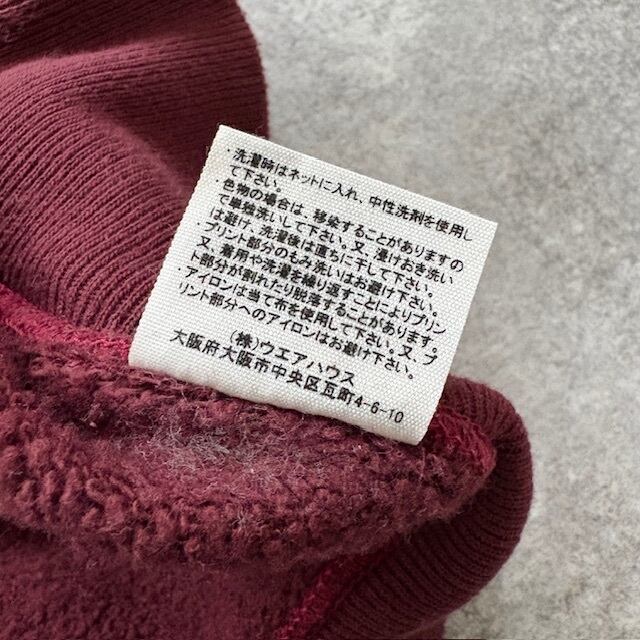 ・洗濯時はネットに入れ、中性洗剤を使用し
て下さい。
・色物の場合は、移染することがありますの
で単独洗いして下さい。又、漬けおき洗い
は避け、洗濯後は直ちに干して下さい。
・プリント部分のもみ洗いはお避け下さい。
又、着用や洗濯を繰り返すことによりプリン
ト部分が割れたり脱落することがあります。
・アイロンは当て布を使用して下さい。又、プ
リント部分へのアイロンはお避け下さい。
(株)ウエアハウス
大阪府大阪市中央区瓦町4-6-10